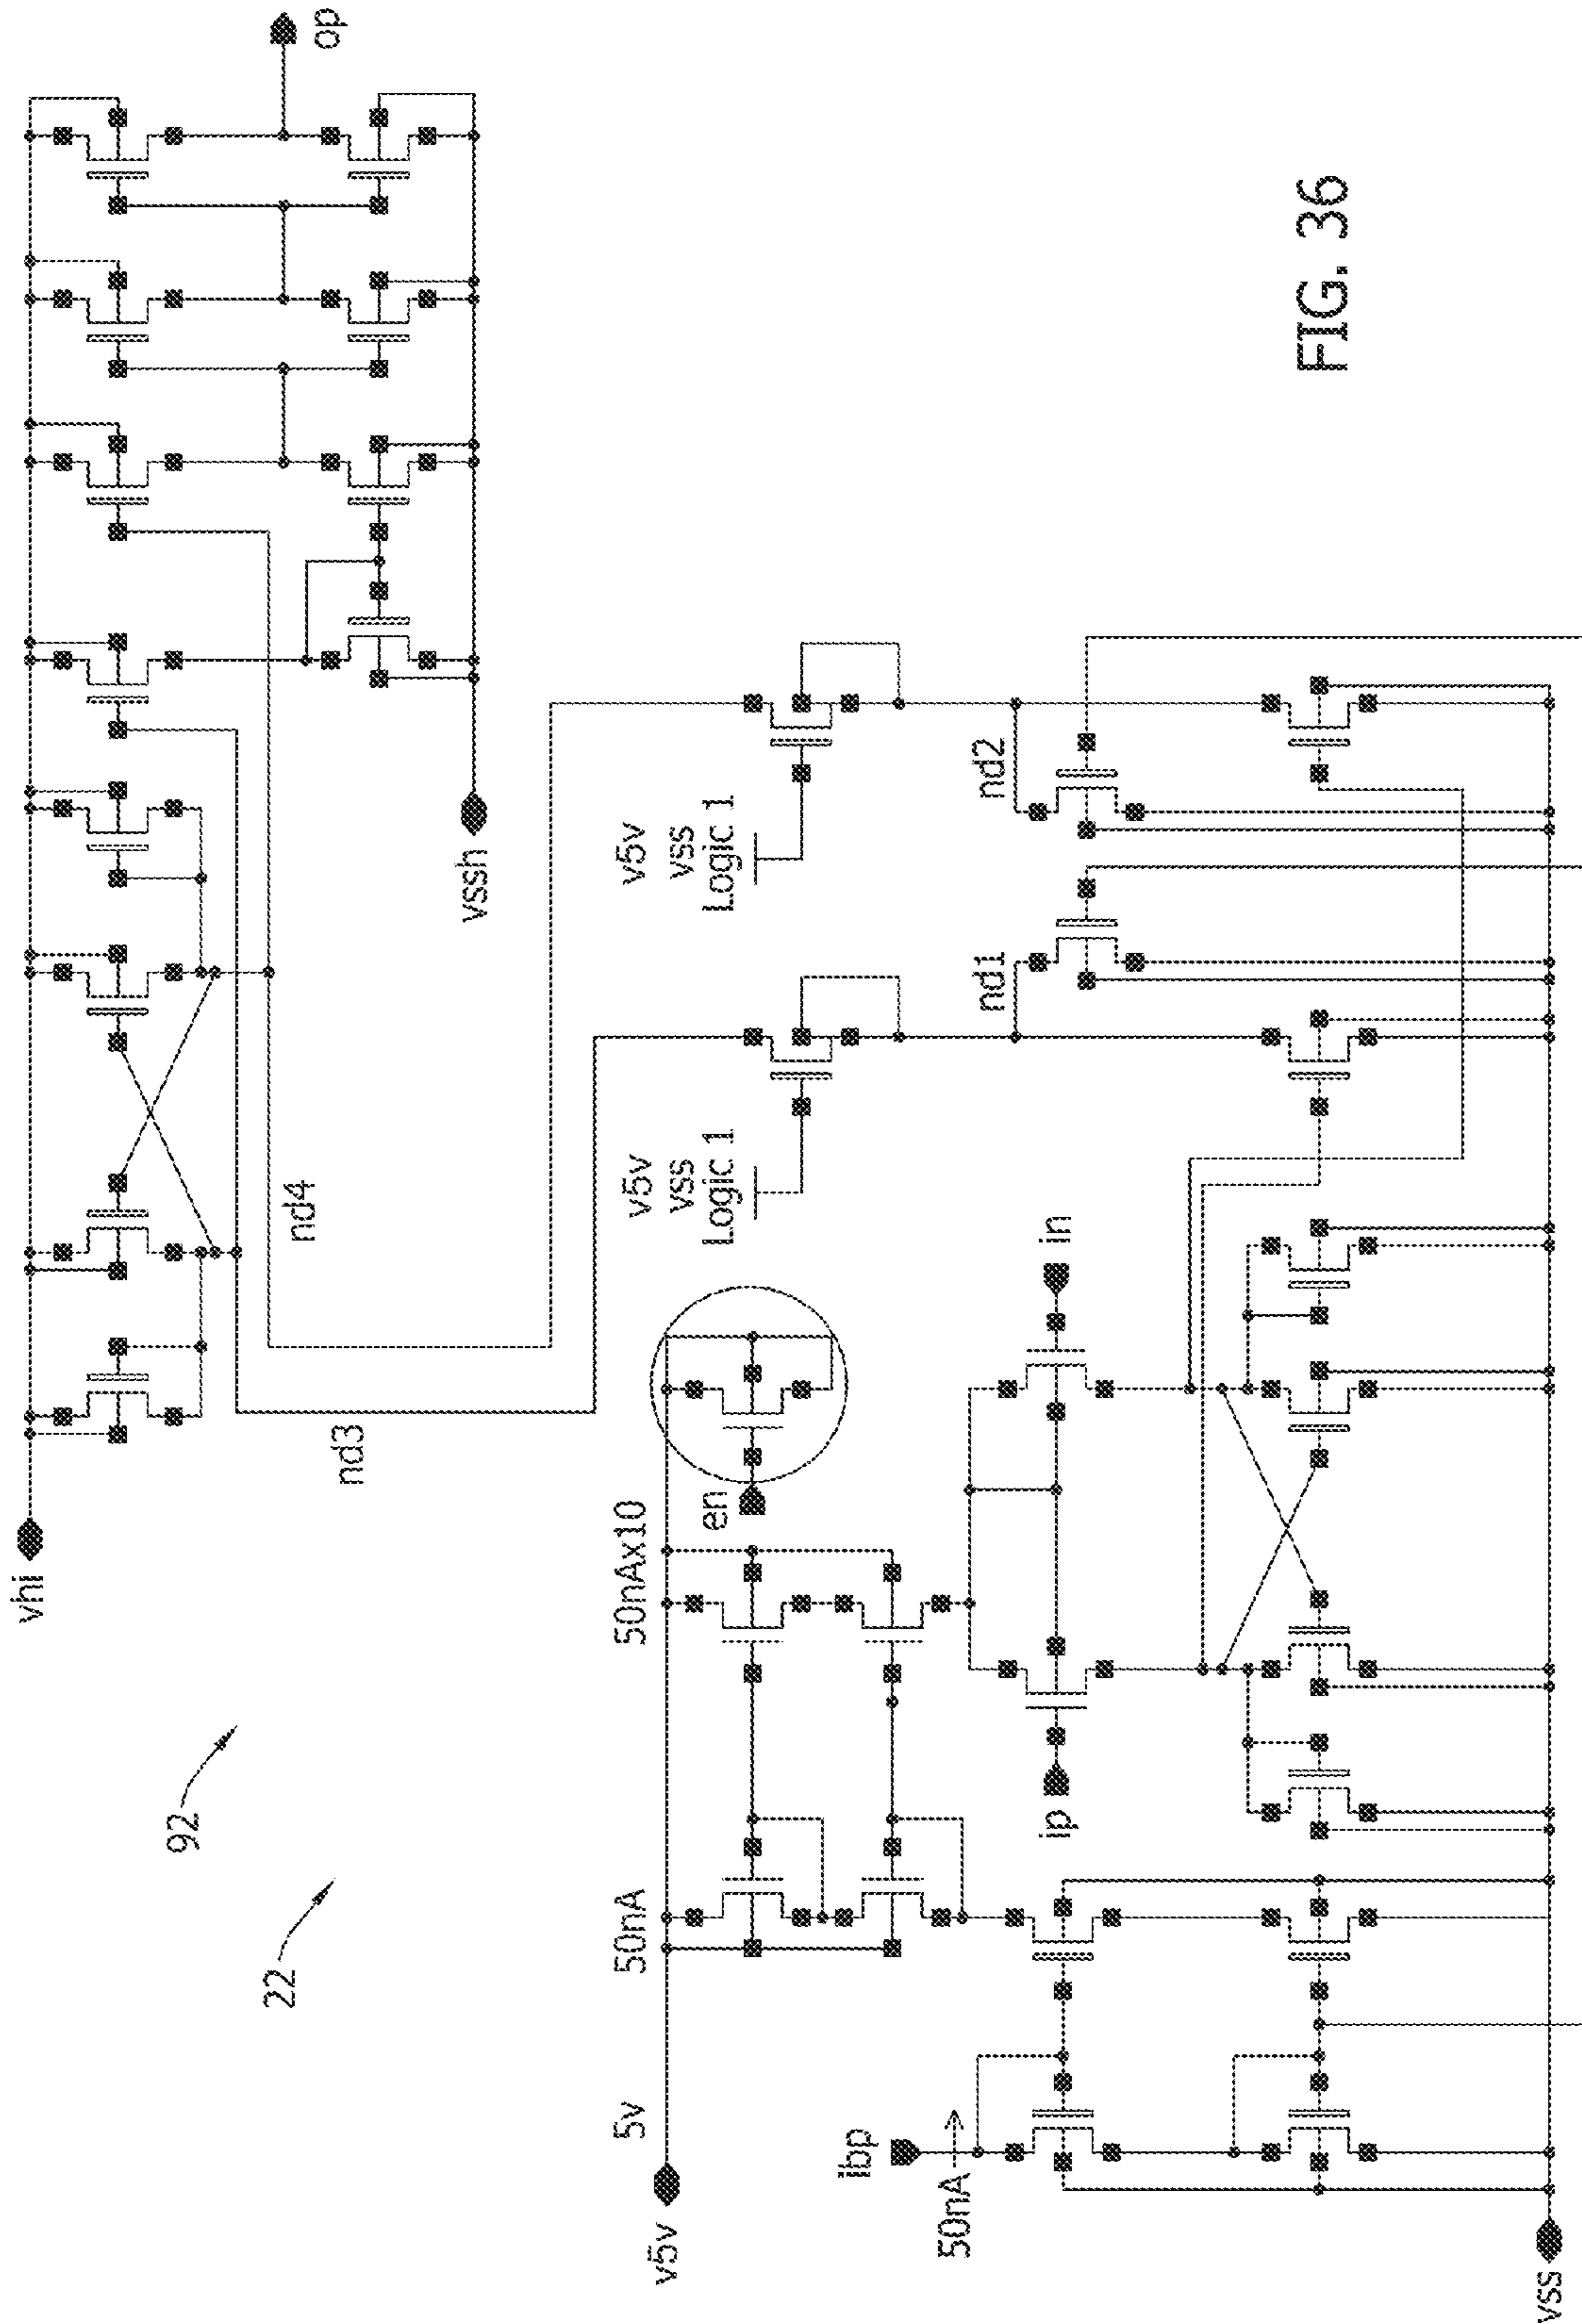 vhi
op
nd4
nd3
vssh
92
22
v5v
5v
50nA
50nAx10
en
v5v
vss
Logic 1
v5v
vss
Logic 1
nd1
nd2
ibp
50nA
ip
in
vss
FIG. 36